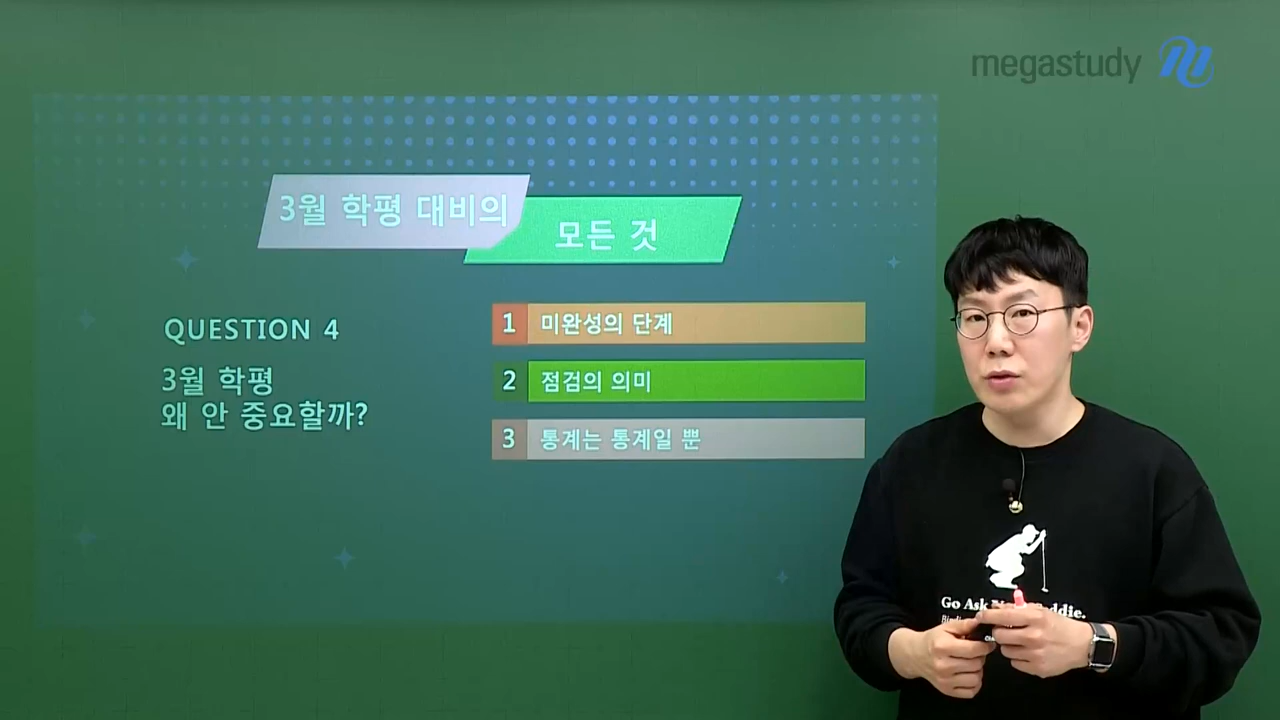 megastudy
3월 학평 대비의
모든 것
QUESTION 4
3월 학평
왜 안 중요할까?
1 미완성의 단계
2 점검의 의미
3 통계는 통계일 뿐
Go Ask